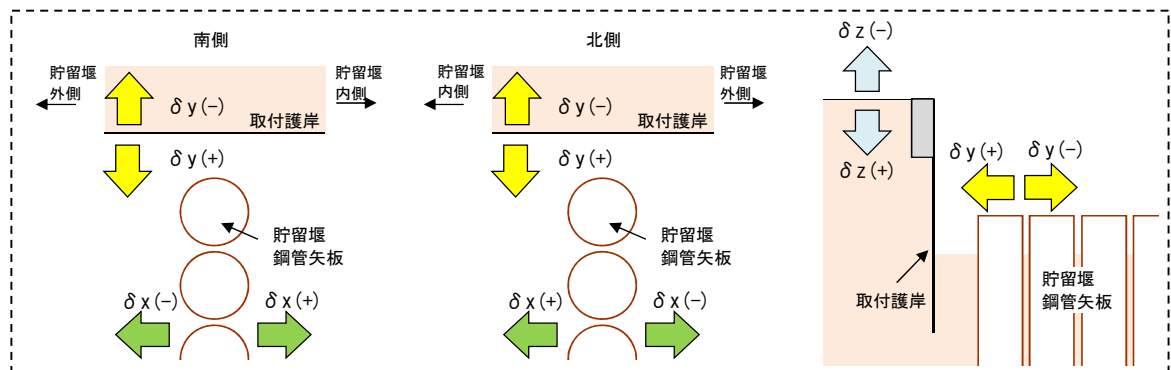 南側
貯留堰
外側
貯留堰
内側
δy(−)
取付護岸
δy(+)
貯留堰
鋼管矢板
δx(−)
δx(+)
北側
貯留堰
内側
貯留堰
外側
δy(−)
取付護岸
δy(+)
貯留堰
鋼管矢板
δx(+)
δx(−)
δz(−)
δz(+)
δy(+)
δy(−)
取付護岸
貯留堰
鋼管矢板